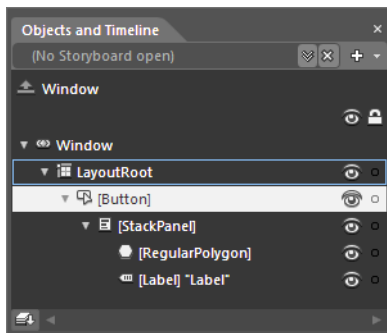 Objects and Timeline
(No Storyboard open)
Window
Window
LayoutRoot
[Button]
[StackPanel]
[RegularPolygon]
[Label] "Label"